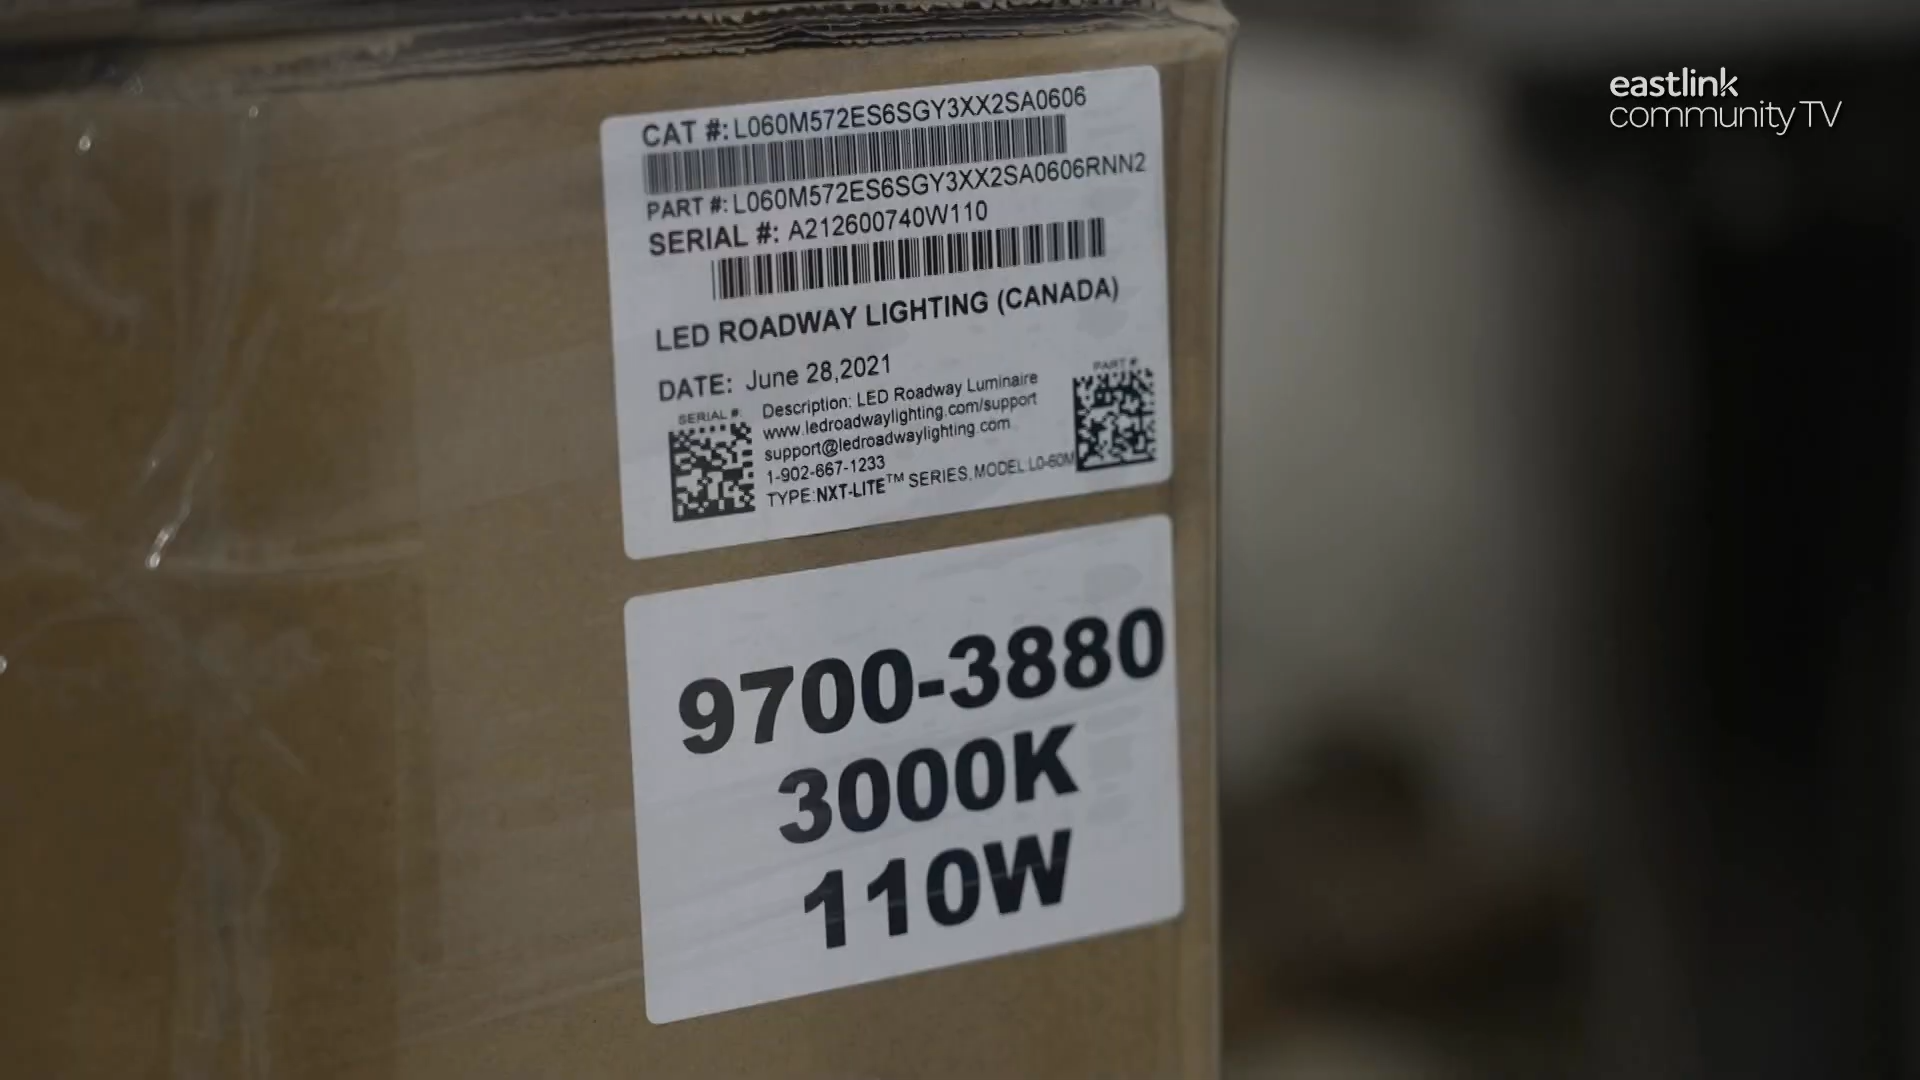 eastlink
communityTV
CAT #: L060M572ES6SGY3XX2SA0606
PART #: L060M572ES6SGY3XX2SA0606RNN2
SERIAL #: A212600740W110
LED ROADWAY LIGHTING (CANADA)
DATE: June 28,2021
SERIAL #:
Description: LED Roadway Luminaire
www.ledroadwaylighting.com/support
support@ledroadwaylighting.com
1-902-667-1233
TYPE:NXT-LITE™ SERIES, MODEL:L0-60M
PART #:
9700-3880
3000K
110W